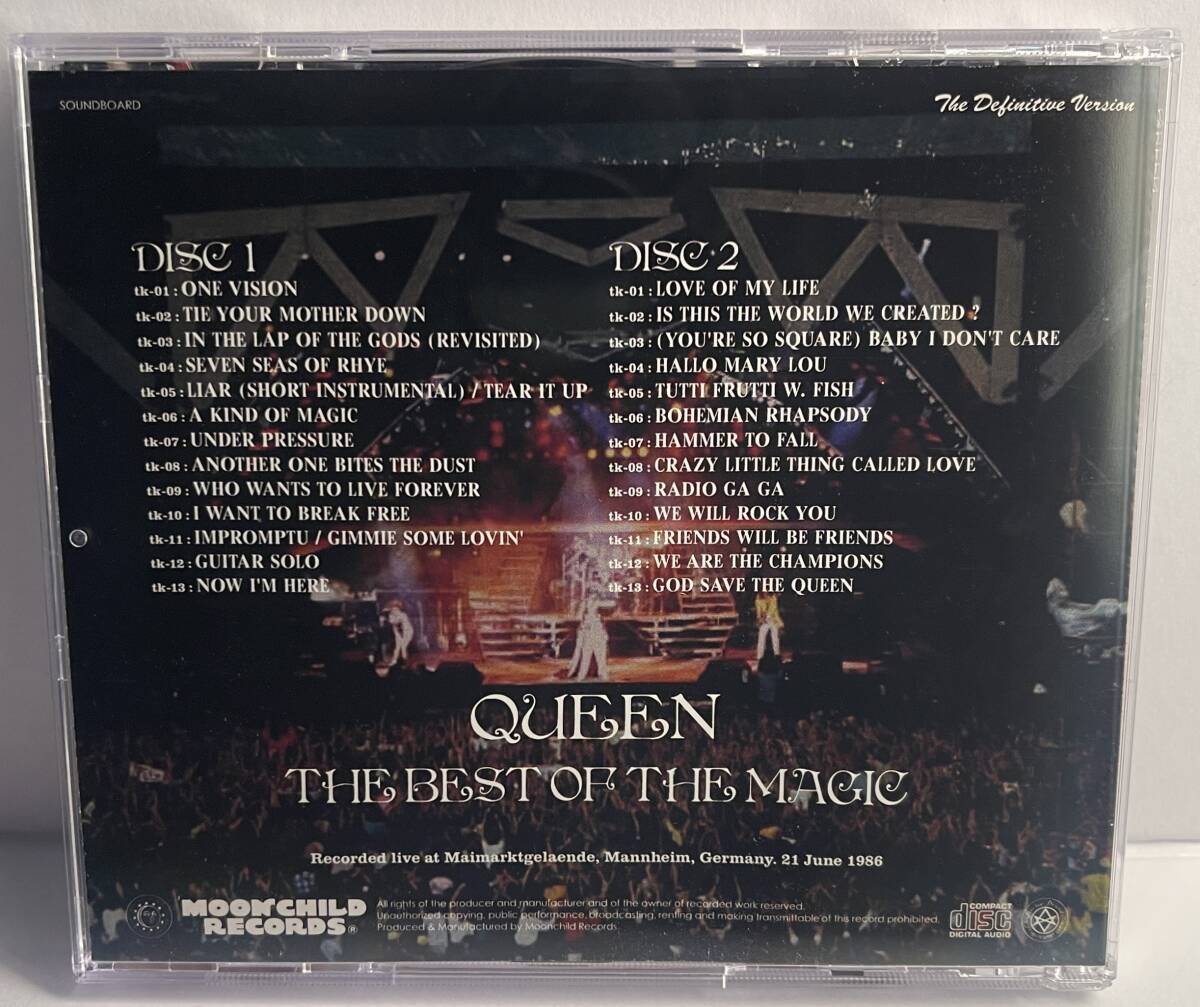 SOUNDBOARD
The Definitive Version
DISC 1
tk-01 : ONE VISION
tk-02 : TIE YOUR MOTHER DOWN
tk-03 : IN THE LAP OF THE GODS (REVISITED)
tk-04 : SEVEN SEAS OF RHYE
tk-05 : LIAR (SHORT INSTRUMENTAL) / TEAR IT UP
tk-06 : A KIND OF MAGIC
tk-07 : UNDER PRESSURE
tk-08 : ANOTHER ONE BITES THE DUST
tk-09 : WHO WANTS TO LIVE FOREVER
tk-10 : I WANT TO BREAK FREE
tk-11 : IMPROMPTU / GIMMIE SOME LOVIN'
tk-12 : GUITAR SOLO
tk-13 : NOW I'M HERE
DISC 2
tk-01 : LOVE OF MY LIFE
tk-02 : IS THIS THE WORLD WE CREATED ?
tk-03 : (YOU'RE SO SQUARE) BABY I DON'T CARE
tk-04 : HALLO MARY LOU
tk-05 : TUTTI FRUTTI W. FISH
tk-06 : BOHEMIAN RHAPSODY
tk-07 : HAMMER TO FALL
tk-08 : CRAZY LITTLE THING CALLED LOVE
tk-09 : RADIO GA GA
tk-10 : WE WILL ROCK YOU
tk-11 : FRIENDS WILL BE FRIENDS
tk-12 : WE ARE THE CHAMPIONS
tk-13 : GOD SAVE THE QUEEN
QUEEN
THE BEST OF THE MAGIC
Recorded live at Maimarktgelaende, Mannheim, Germany. 21 June 1986
MOONCHILD
RECORDS®
All rights of the producer and manufacturer and of the owner of recorded work reserved.
Unauthorized copying, public performance, broadcasting, renting and making transmittable of this record prohibited.
Produced & Manufactured by Moonchild Records
COMPACT
disc
DIGITAL AUDIO